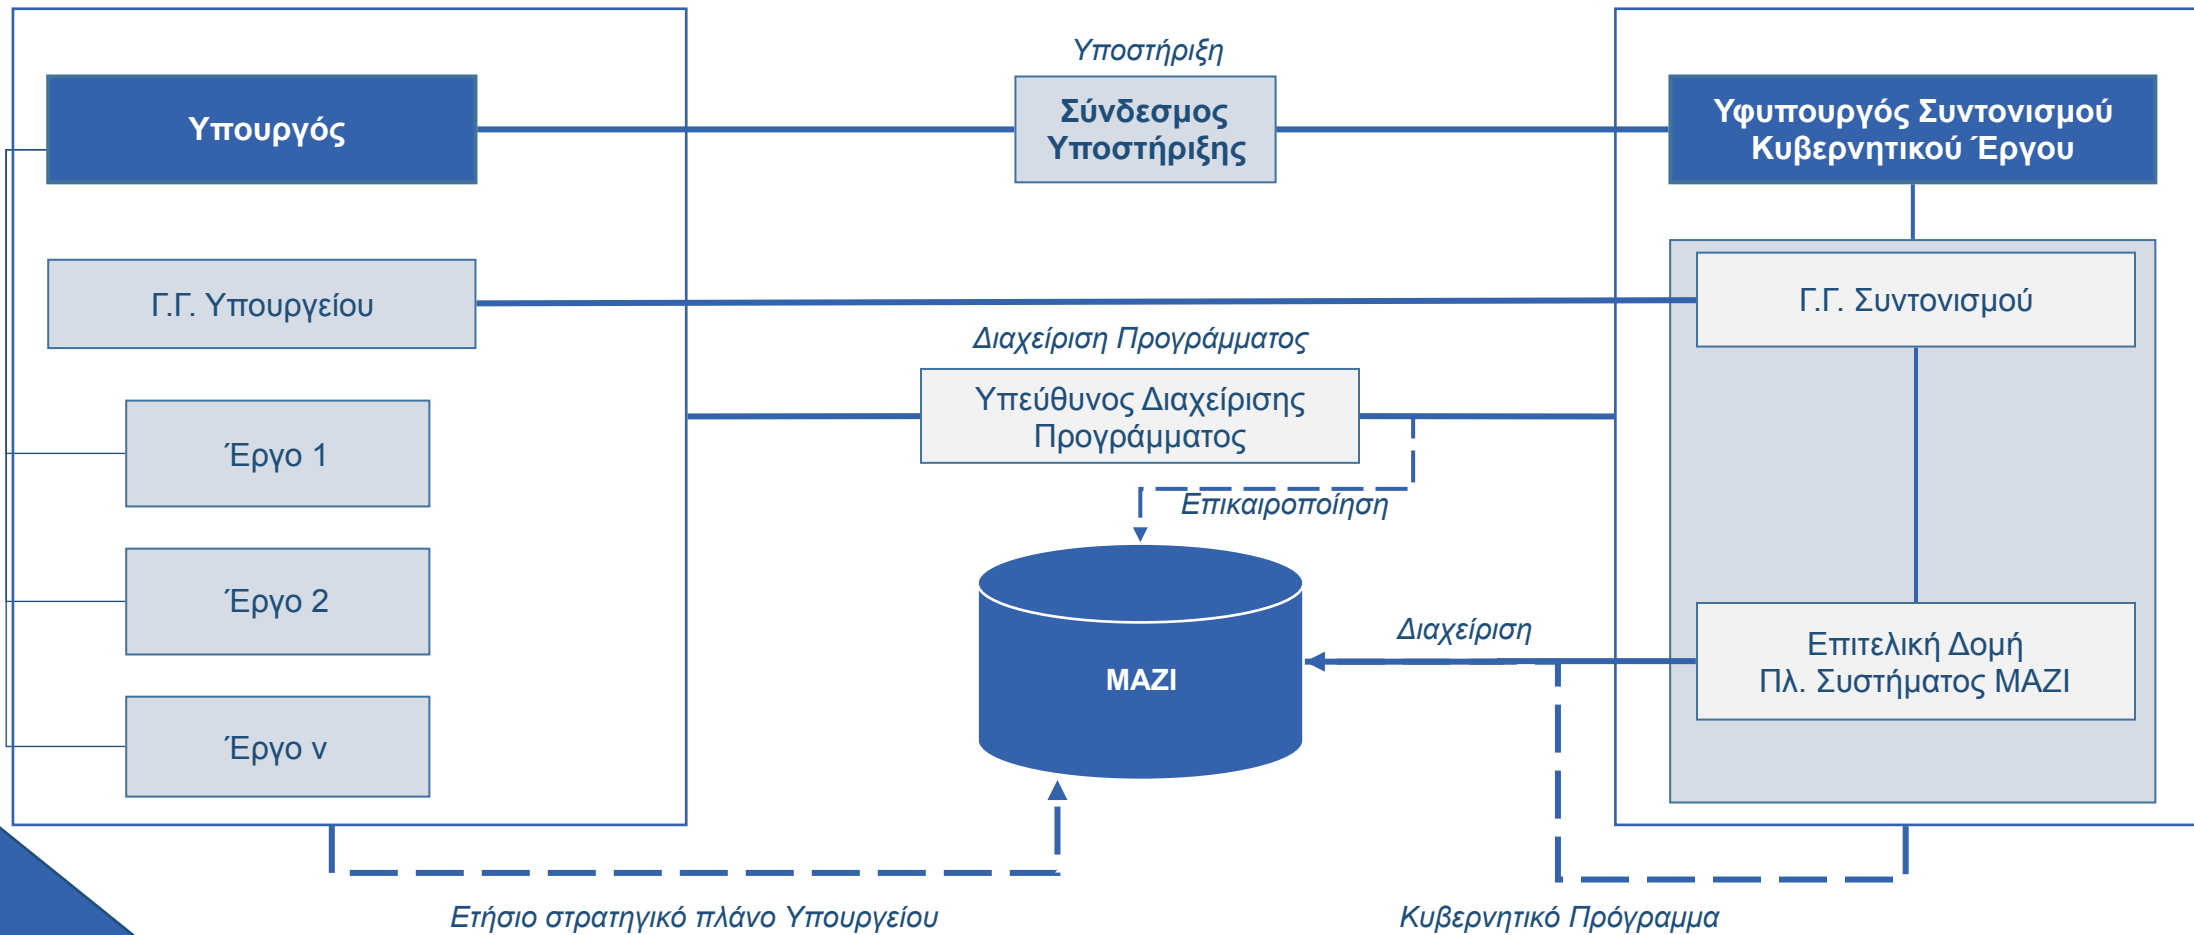 Υποστήριξη
Υπουργός
Σύνδεσμος
Υποστήριξης
Υφυπουργός Συντονισμού
Κυβερνητικού Έργου
Γ.Γ. Υπουργείου
Γ.Γ. Συντονισμού
Διαχείριση Προγράμματος
Υπεύθυνος Διαχείρισης
Προγράμματος
Έργο 1
Επικαιροποίηση
Έργο 2
Διαχείριση
Επιτελική Δομή
Πλ. Συστήματος ΜΑΖΙ
ΜΑΖΙ
Έργο ν
Ετήσιο στρατηγικό πλάνο Υπουργείου
Κυβερνητικό Πρόγραμμα